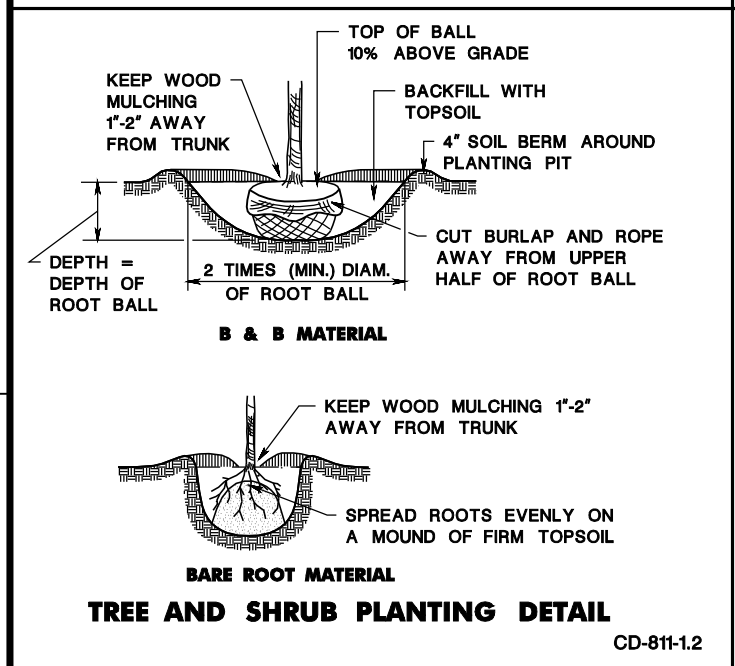 TOP OF BALL
10% ABOVE GRADE
KEEP WOOD
MULCHING
1"-2" AWAY
FROM TRUNK
BACKFILL WITH
TOPSOIL
4" SOIL BERM AROUND
PLANTING PIT
CUT BURLAP AND ROPE
AWAY FROM UPPER
HALF OF ROOT BALL
DEPTH =
DEPTH OF
ROOT BALL
2 TIMES (MIN.) DIAM.
OF ROOT BALL
B & B MATERIAL
KEEP WOOD MULCHING 1"-2"
AWAY FROM TRUNK
SPREAD ROOTS EVENLY ON
A MOUND OF FIRM TOPSOIL
BARE ROOT MATERIAL
TREE AND SHRUB PLANTING DETAIL
CD-811-1.2